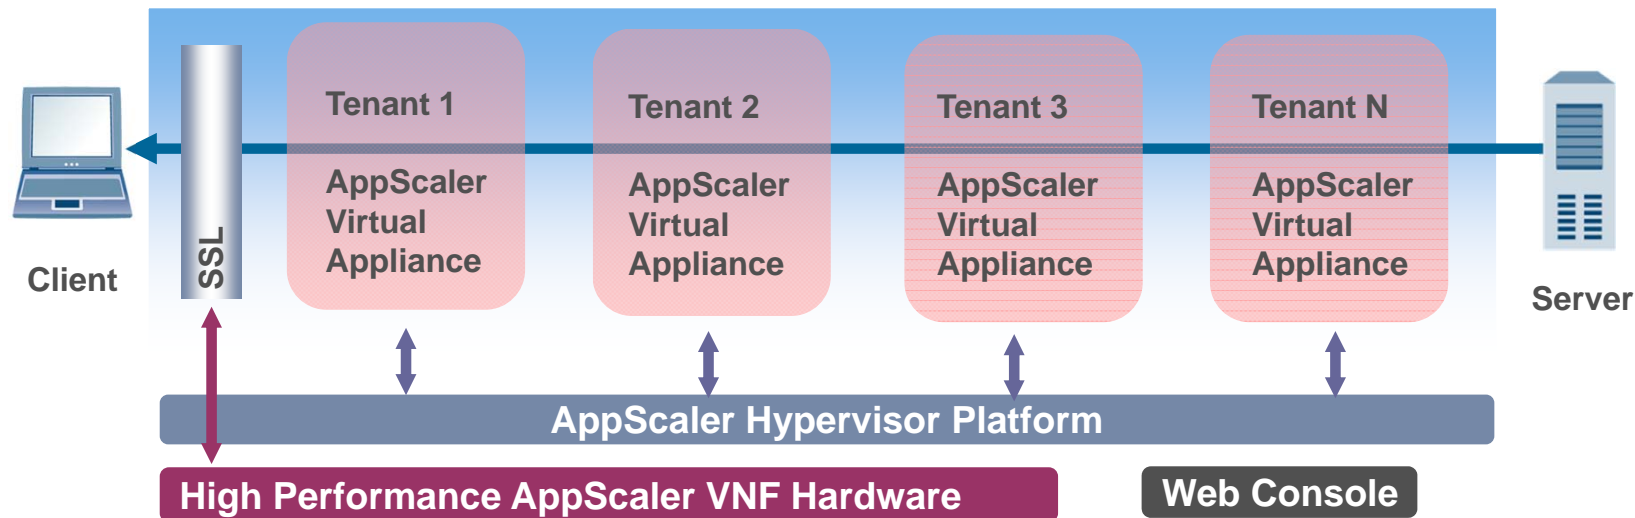 Tenant 1
AppScaler
Virtual
Appliance
Tenant 2
AppScaler
Virtual
Appliance
Tenant 3
AppScaler
Virtual
Appliance
Tenant N
AppScaler
Virtual
Appliance
SSL
Client
Server
AppScaler Hypervisor Platform
High Performance AppScaler VNF Hardware
Web Console